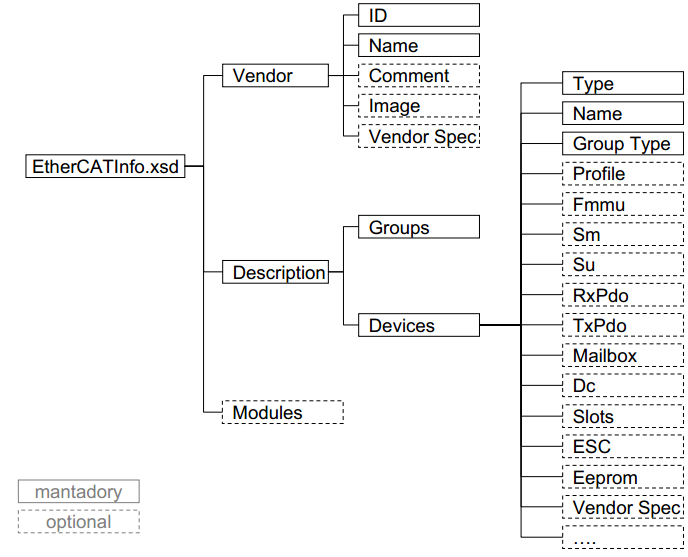 EtherCATInfo.xsd
Vendor
ID
Name
Comment
Image
Vendor Spec
Description
Groups
Devices
Type
Name
Group Type
Profile
Fmmu
Sm
Su
RxPdo
TxPdo
Mailbox
Dc
Slots
ESC
Eeprom
Vendor Spec
....
Modules
mantadory
optional